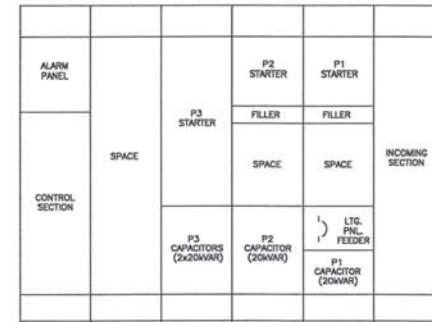 ALARM
PANEL
CONTROL
SECTION
SPACE
P3
STARTER
P3
CAPACITORS
(2x20kVAR)
P2
STARTER
FILLER
SPACE
P2
CAPACITOR
(20kVAR)
P1
STARTER
FILLER
SPACE
LTG.
PNL.
FEEDER
P1
CAPACITOR
(20kVAR)
INCOMING
SECTION